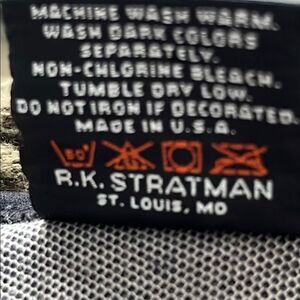 MACHINE WASH WARM.
WASH DARK COLORS
SEPARATELY.
NON-CHLORINE BLEACH.
TUMBLE DRY LOW.
DO NOT IRON IF DECORATED.
MADE IN U.S.A.
80°
R.K. STRATMAN
ST. LOUIS, MO